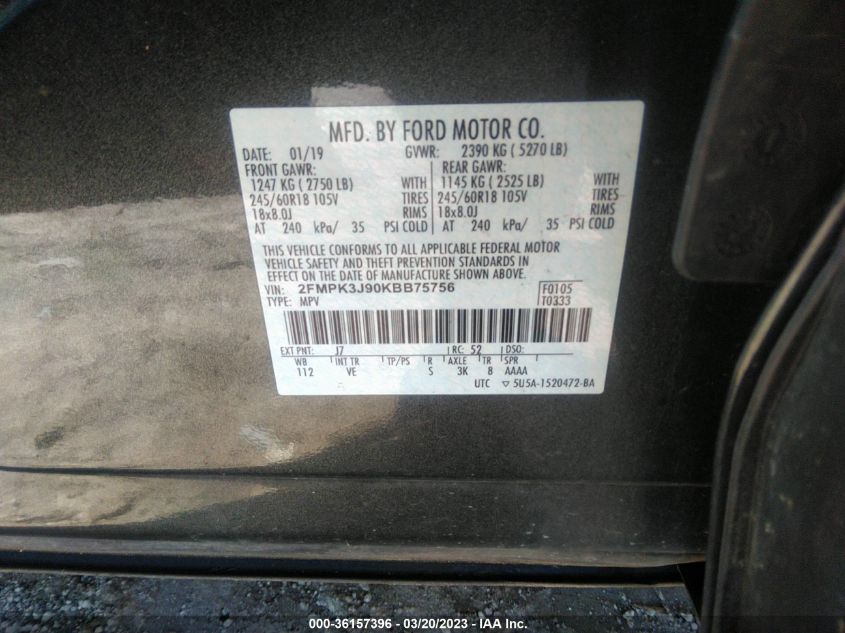 MFD. BY FORD MOTOR CO.
DATE: 01/19 GVWR: 2390 KG ( 5270 LB)
FRONT GAWR: REAR GAWR:
1247 KG ( 2750 LB) WITH 1145 KG ( 2525 LB) WITH
245/60R18 105V TIRES 245/60R18 105V TIRES
18x8.0J RIMS 18x8.0J RIMS
AT 240 kPa/ 35 PSI COLD AT 240 kPa/ 35 PSI COLD
THIS VEHICLE CONFORMS TO ALL APPLICABLE FEDERAL MOTOR
VEHICLE SAFETY AND THEFT PREVENTION STANDARDS IN
EFFECT ON THE DATE OF MANUFACTURE SHOWN ABOVE.
VIN: 2FMPK3J90KBB75756 F0105
TYPE: MPV T0333
EXT PNT: J7 RC: 52 DSO:
WB INT TR TP/PS R AXLE TR SPR
112 VE S 3K 8 AAAA
UTC ▽ 5U5A-1520472-BA
000-36157396 - 03/20/2023 - IAA Inc.